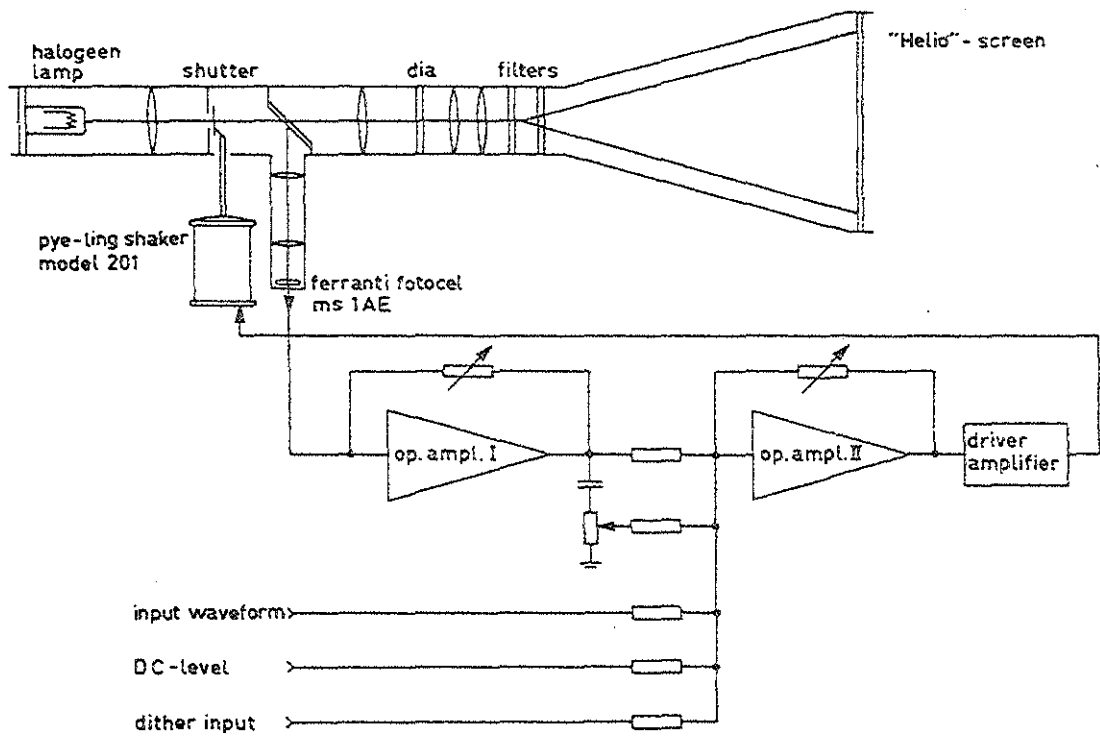 halogeen
lamp
shutter
dia
filters
"Helio"- screen
pye-ling shaker
model 201
ferranti fotocel
ms 1AE
op. ampl. I
op. ampl. II
driver
amplifier
input waveform
DC-level
dither input